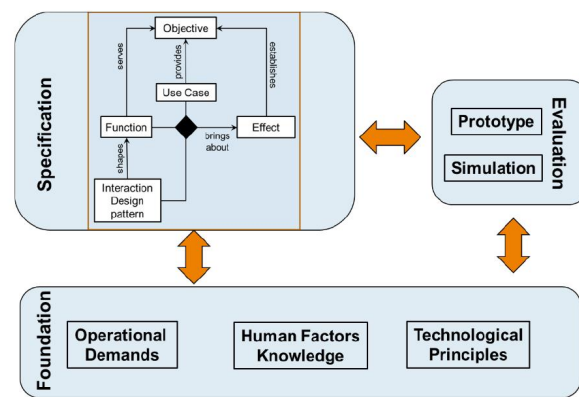 Specification
Objective
serves
provides
establishes
Use Case
Function
brings
about
Effect
shapes
Interaction
Design
pattern
Evaluation
Prototype
Simulation
Foundation
Operational
Demands
Human Factors
Knowledge
Technological
Principles